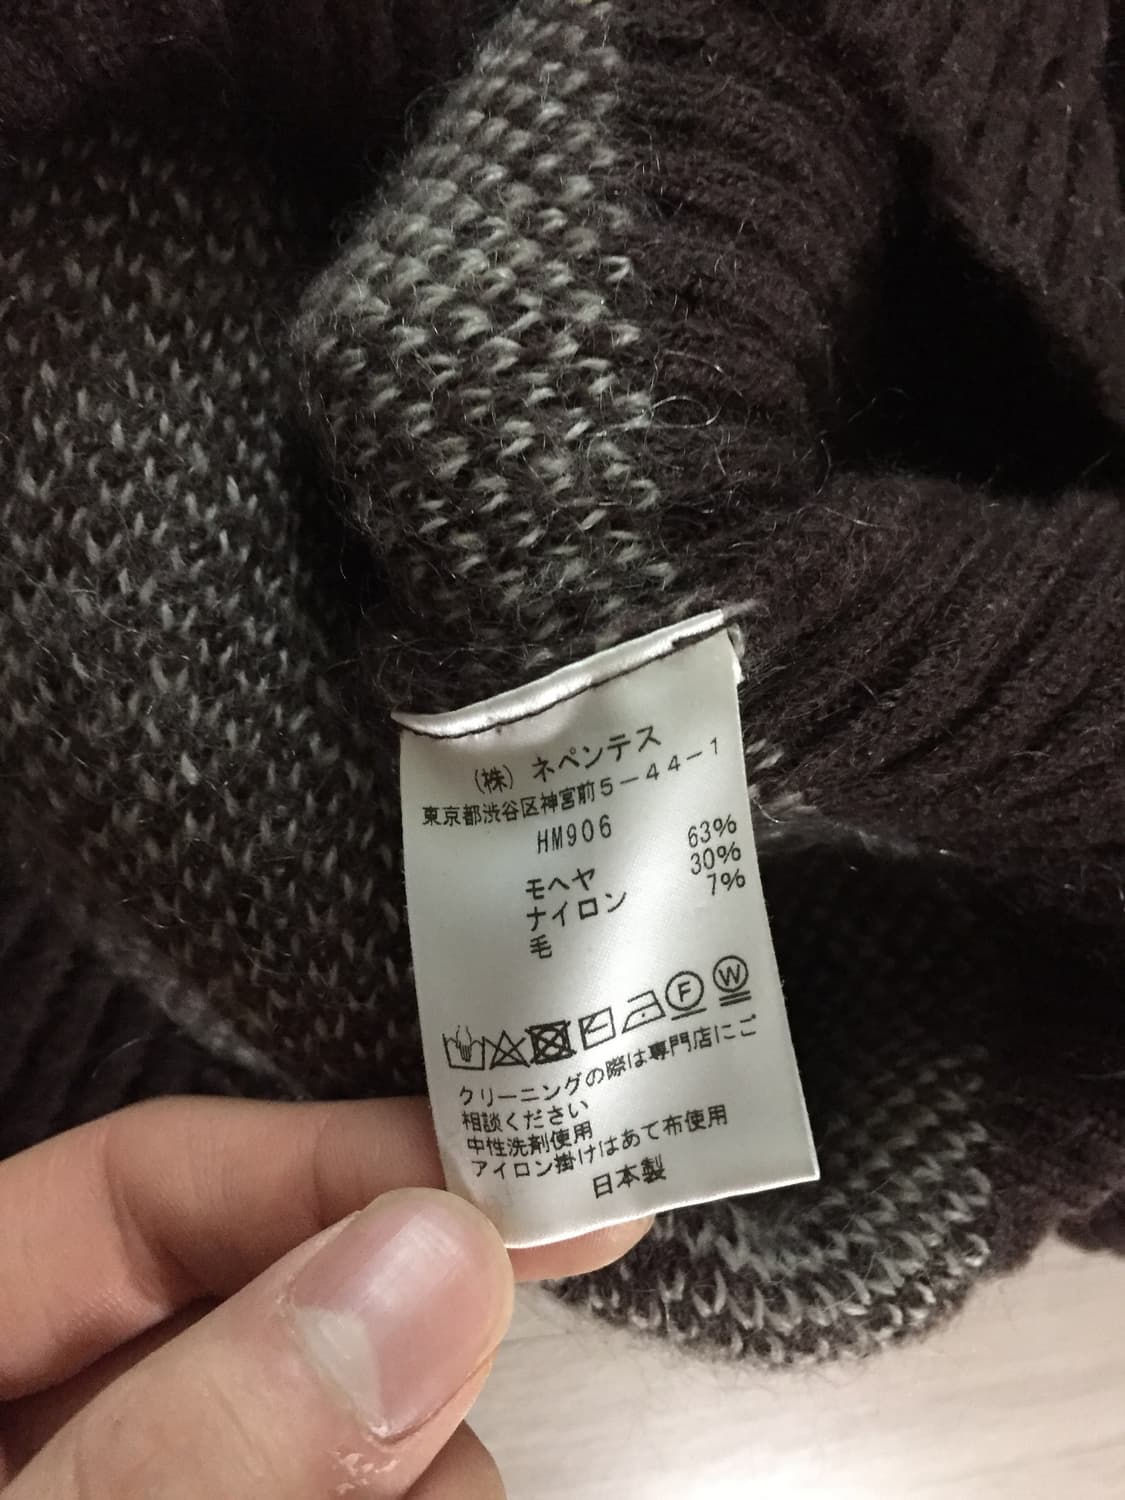 (株) ネペンテス
東京都渋谷区神宮前5-44-1
HM906
モヘヤ 63%
ナイロン 30%
毛 7%
F W
クリーニングの際は専門店にご
相談ください
中性洗剤使用
アイロン掛けはあて布使用
日本製